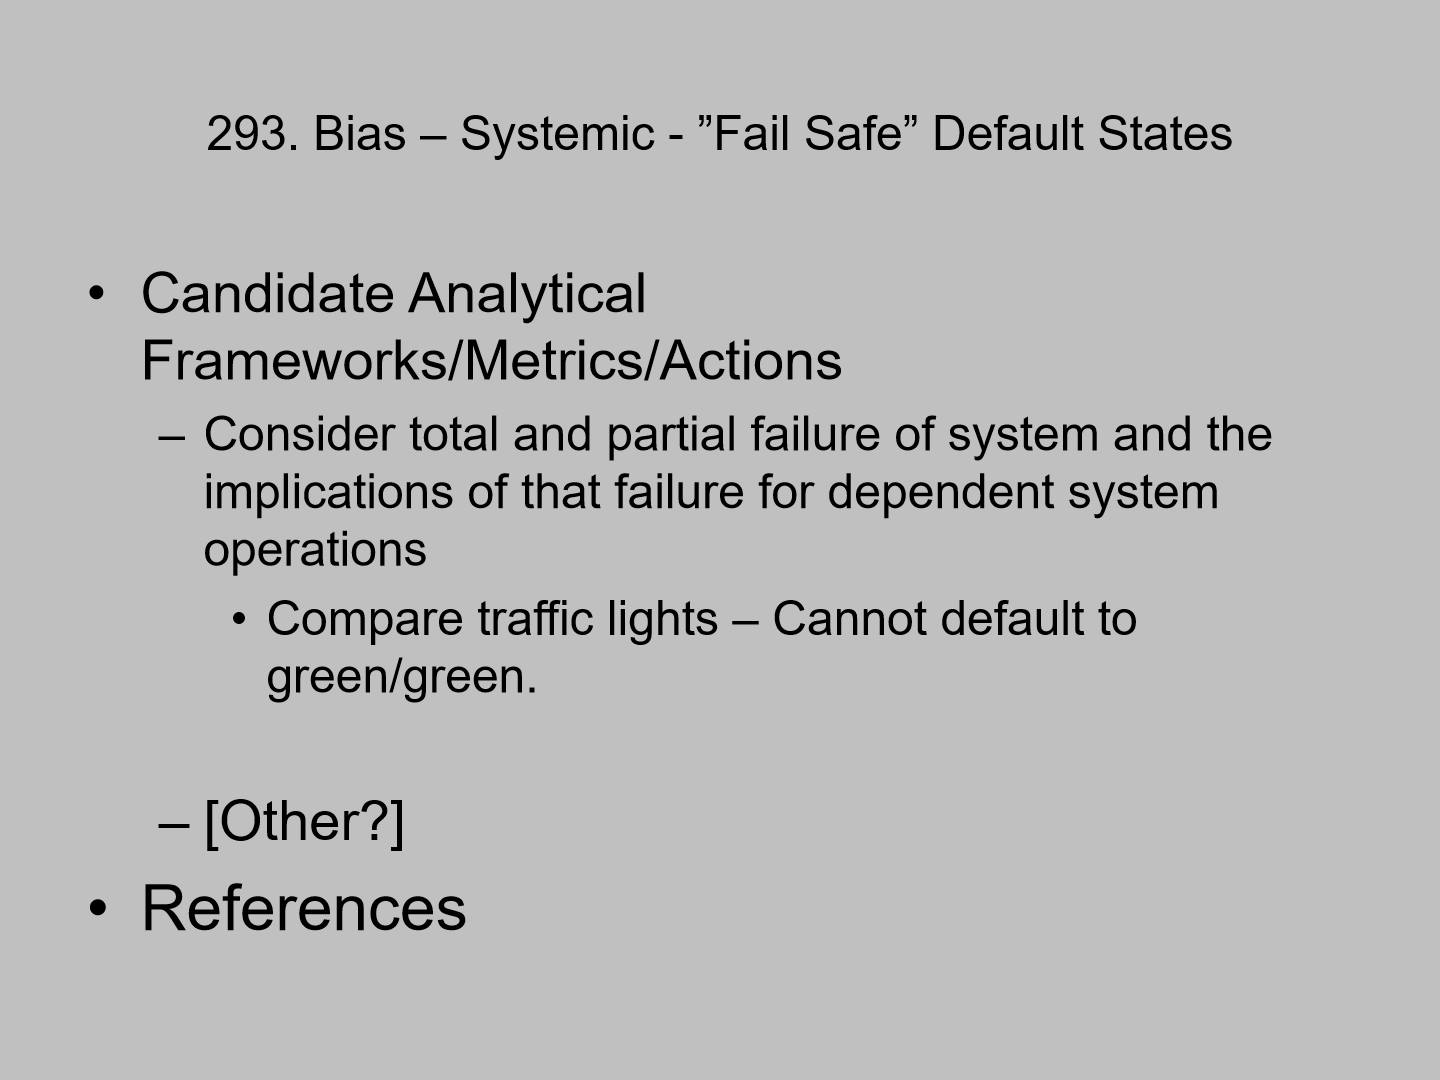 293. Bias – Systemic - ”Fail Safe” Default States
• Candidate Analytical
Frameworks/Metrics/Actions
– Consider total and partial failure of system and the
implications of that failure for dependent system
operations
• Compare traffic lights – Cannot default to
green/green.
– [Other?]
• References